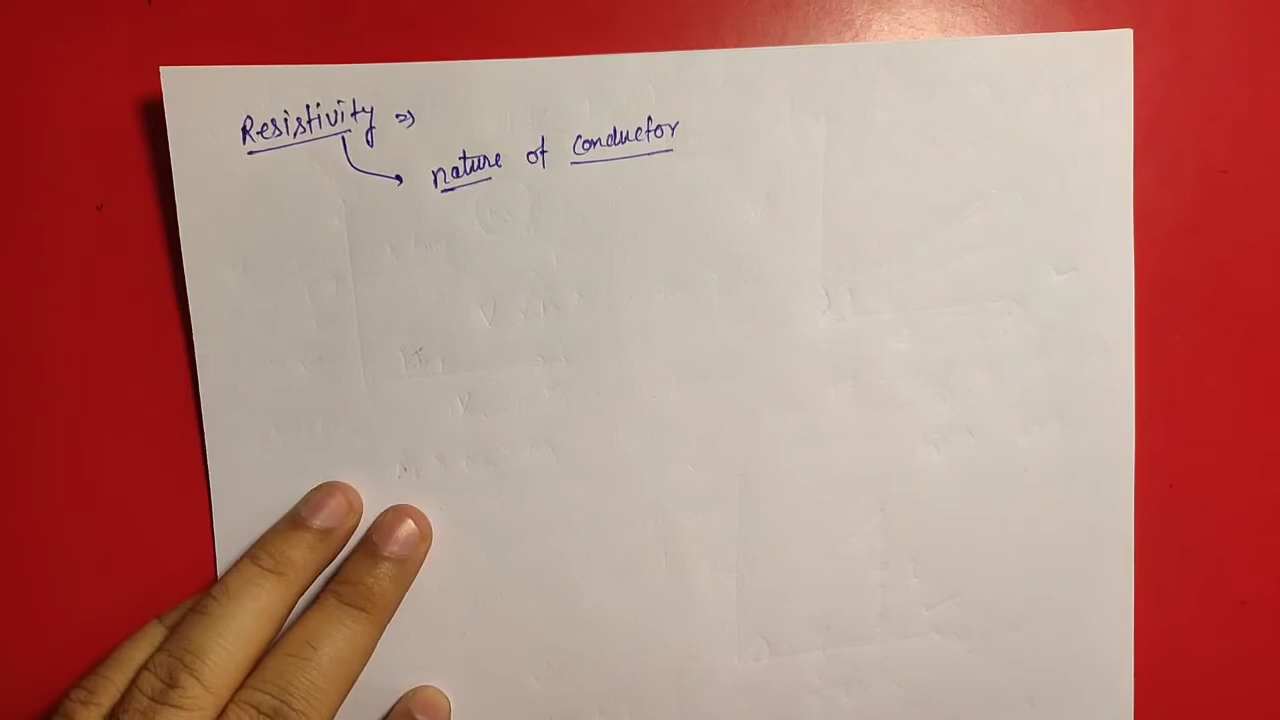 Resistivity ⇒
nature of conductor